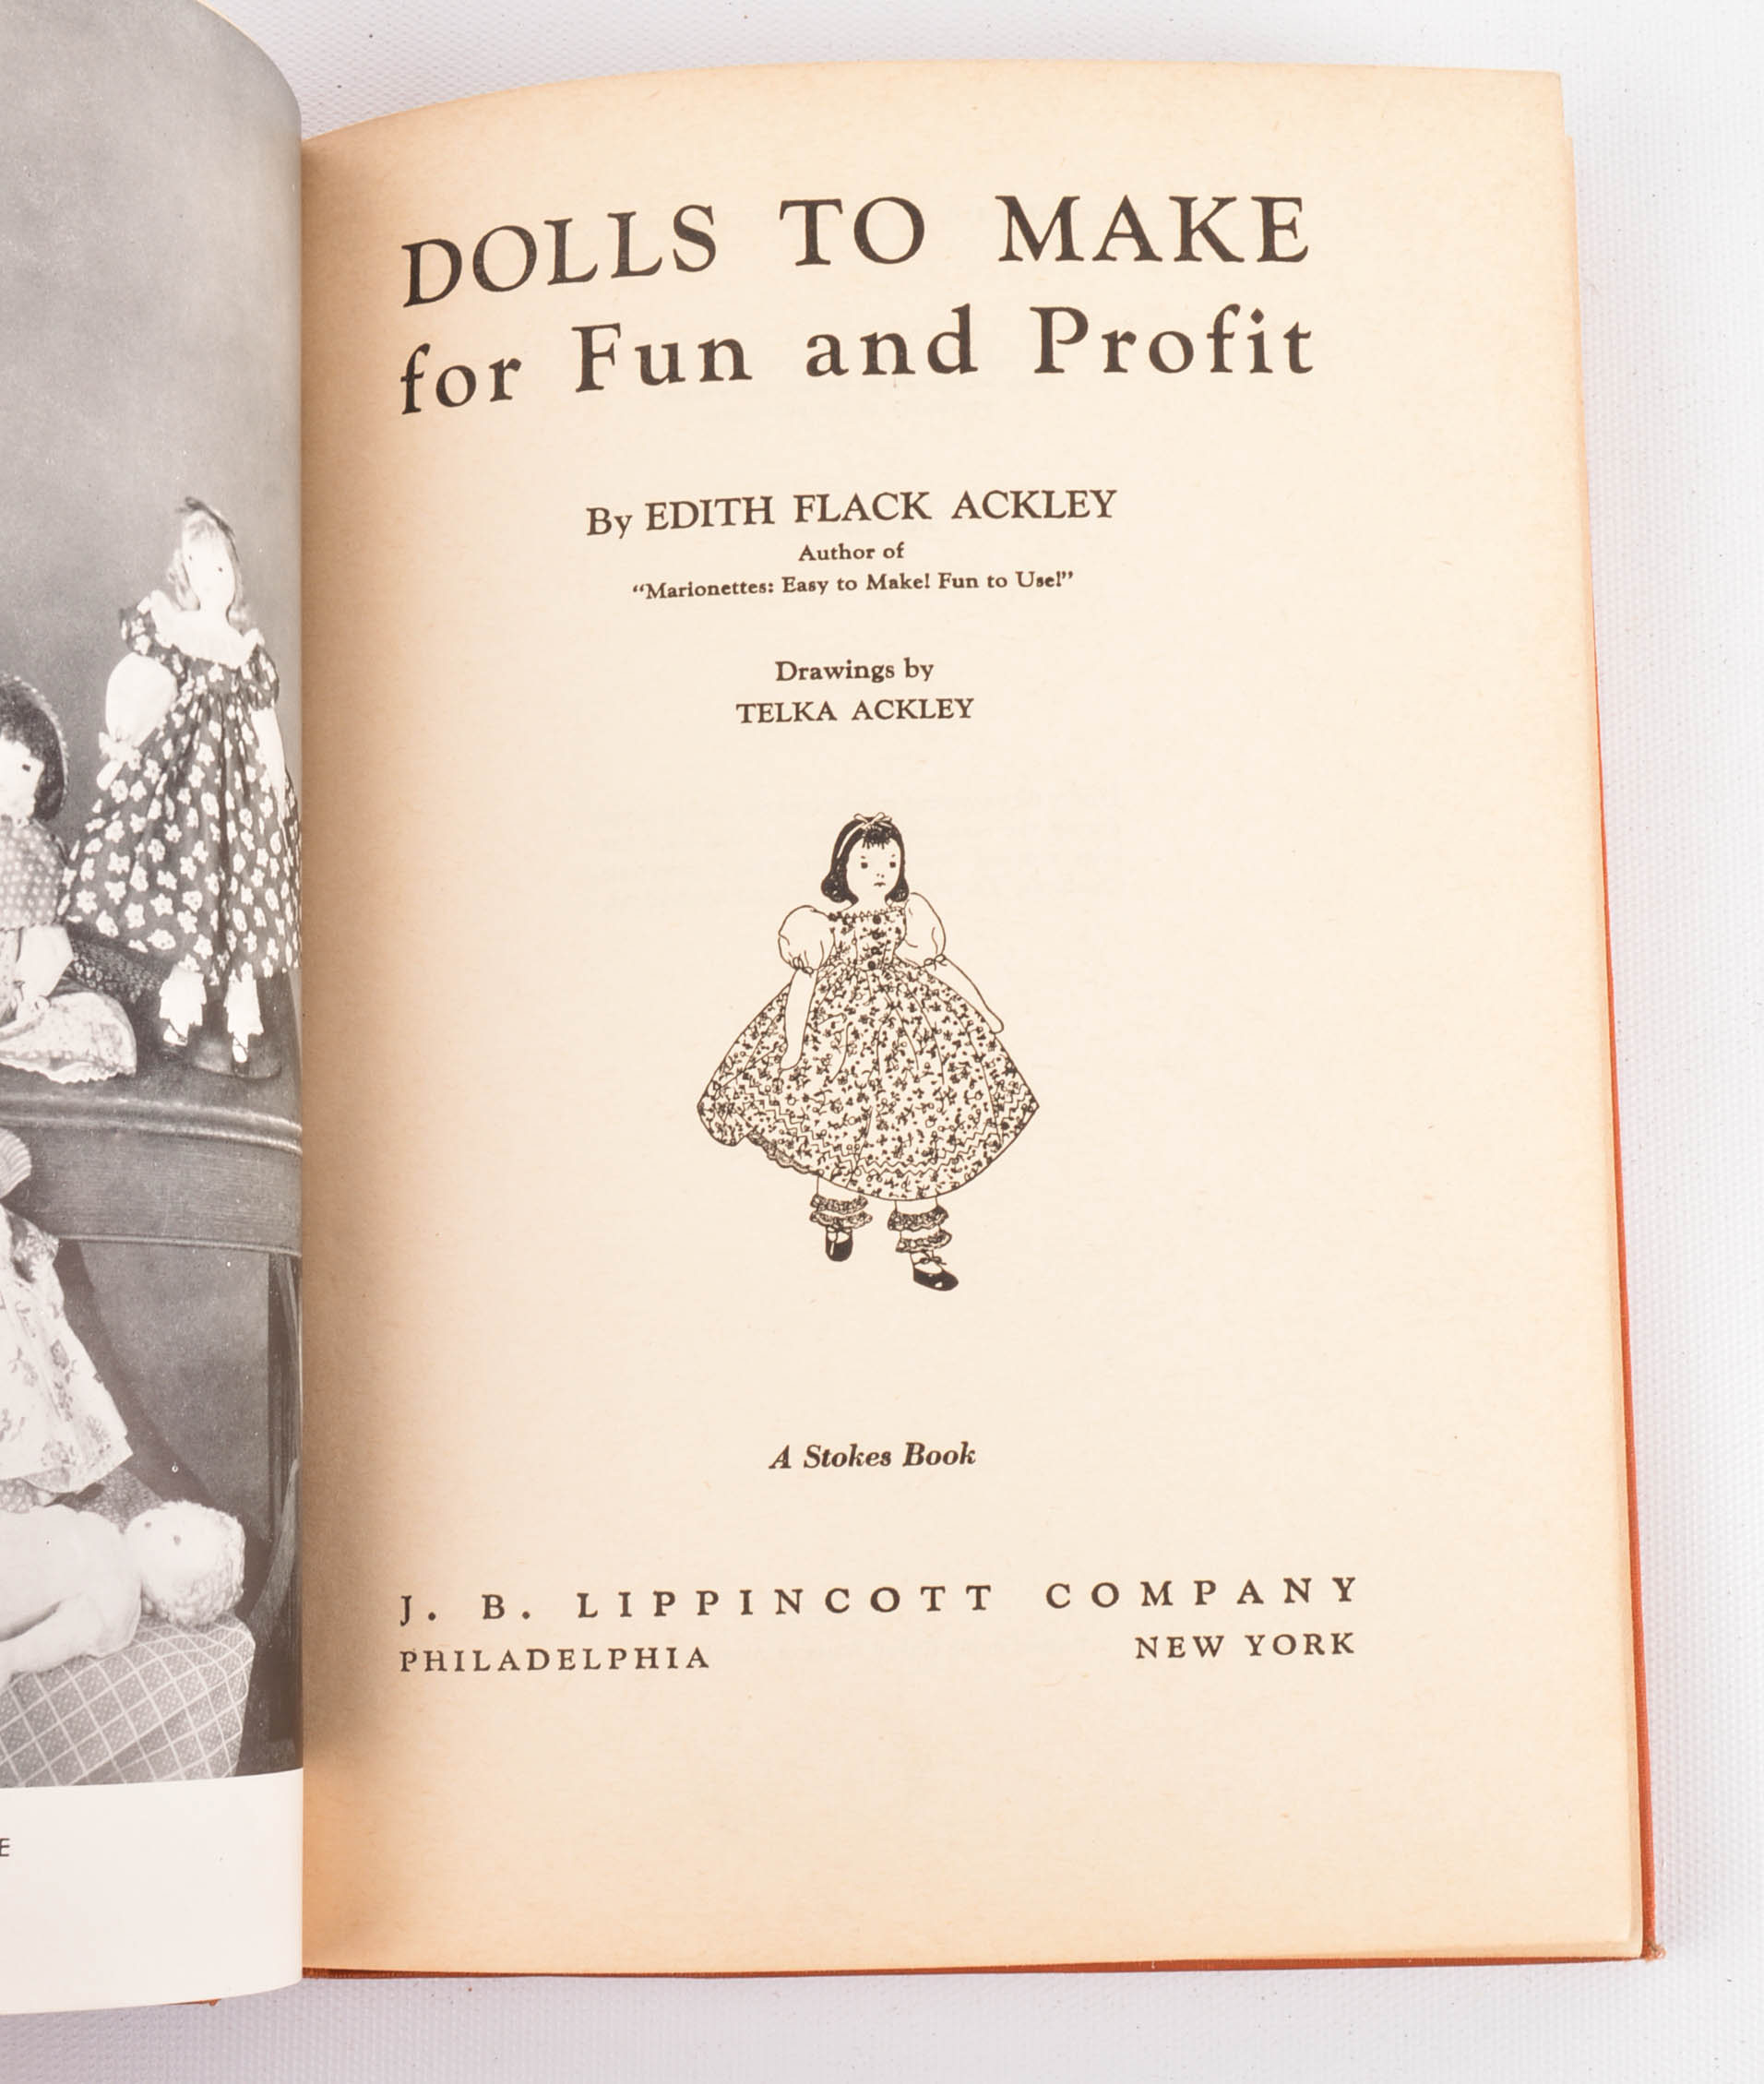 DOLLS TO MAKE
for Fun and Profit
By EDITH FLACK ACKLEY
Author of
“Marionettes: Easy to Make! Fun to Use!”
Drawings by
TELKA ACKLEY
A Stokes Book
J. B. LIPPINCOTT COMPANY
PHILADELPHIA NEW YORK